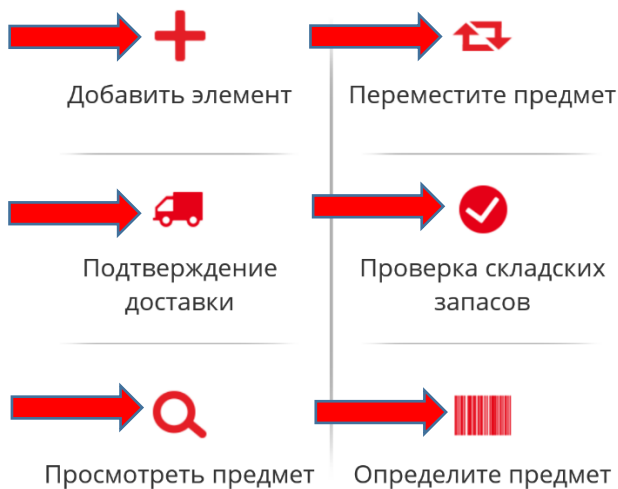 Добавить элемент
Переместите предмет
Подтверждение
доставки
Проверка складских
запасов
Просмотреть предмет
Определите предмет